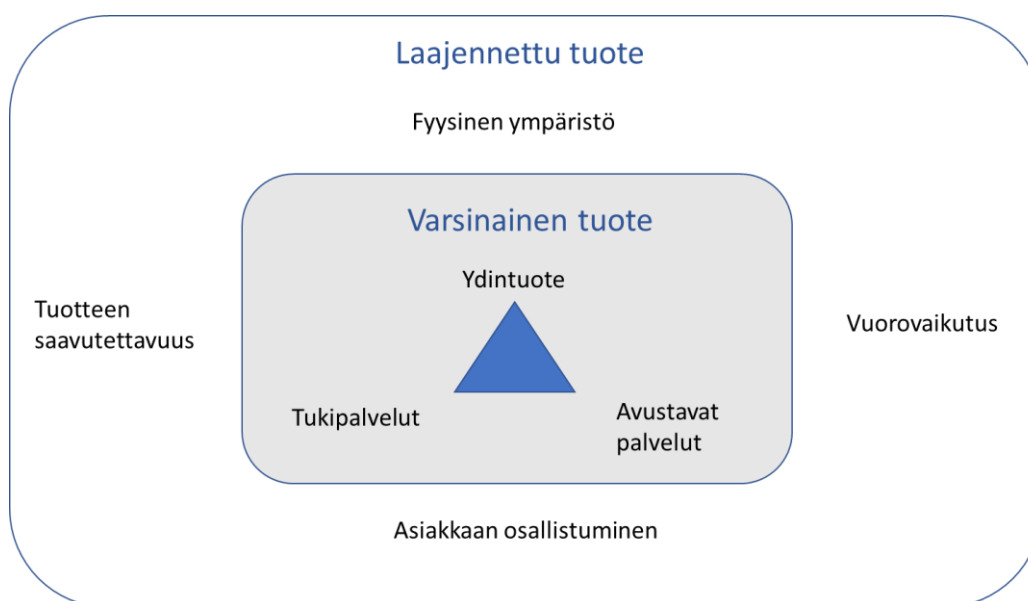 Laajennettu tuote
Fyysinen ympäristö
Varsinainen tuote
Ydintuote
Tuotteen
saavutettavuus
Vuorovaikutus
Tukipalvelut
Avustavat
palvelut
Asiakkaan osallistuminen